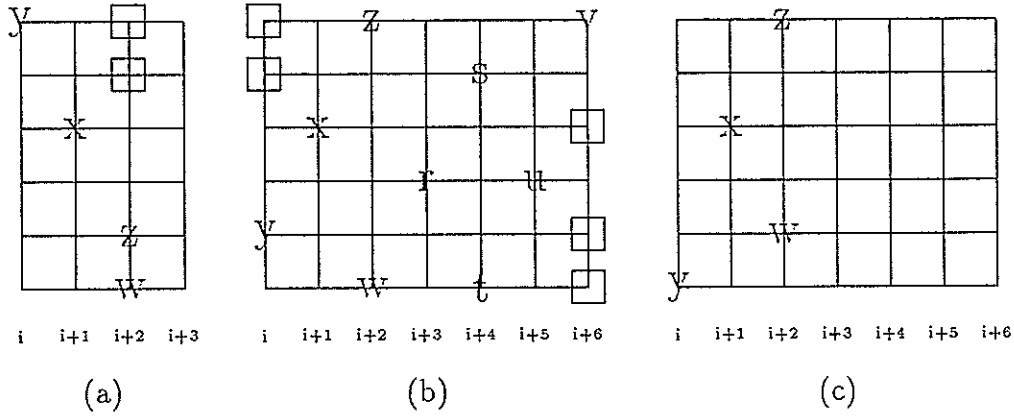 y z v
s
x x x
r u
y z w
w t y
i i+1 i+2 i+3 i i+1 i+2 i+3 i+4 i+5 i+6 i i+1 i+2 i+3 i+4 i+5 i+6
(a) (b) (c)